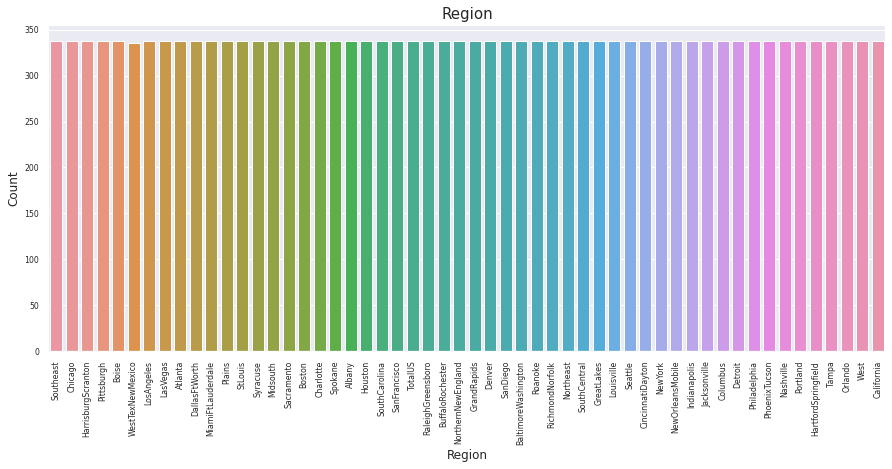 Region
350
300
250
200
150
100
50
0
Count
Southeast
Chicago
HarrisburgScranton
Pittsburgh
Boise
WestTexNewMexico
LosAngeles
LasVegas
Atlanta
DallasFtWorth
MiamiFtLauderdale
Plains
StLouis
Syracuse
Midsouth
Sacramento
Boston
Charlotte
Spokane
Albany
Houston
SouthCarolina
SanFrancisco
TotalUS
RaleighGreensboro
BuffaloRochester
NorthernNewEngland
GrandRapids
Denver
SanDiego
BaltimoreWashington
Roanoke
RichmondNorfolk
Northeast
SouthCentral
GreatLakes
Louisville
Seattle
CincinnatiDayton
NewYork
NewOrleansMobile
Indianapolis
Jacksonville
Columbus
Detroit
Philadelphia
PhoenixTucson
Nashville
Portland
HartfordSpringfield
Tampa
Orlando
West
California
Region